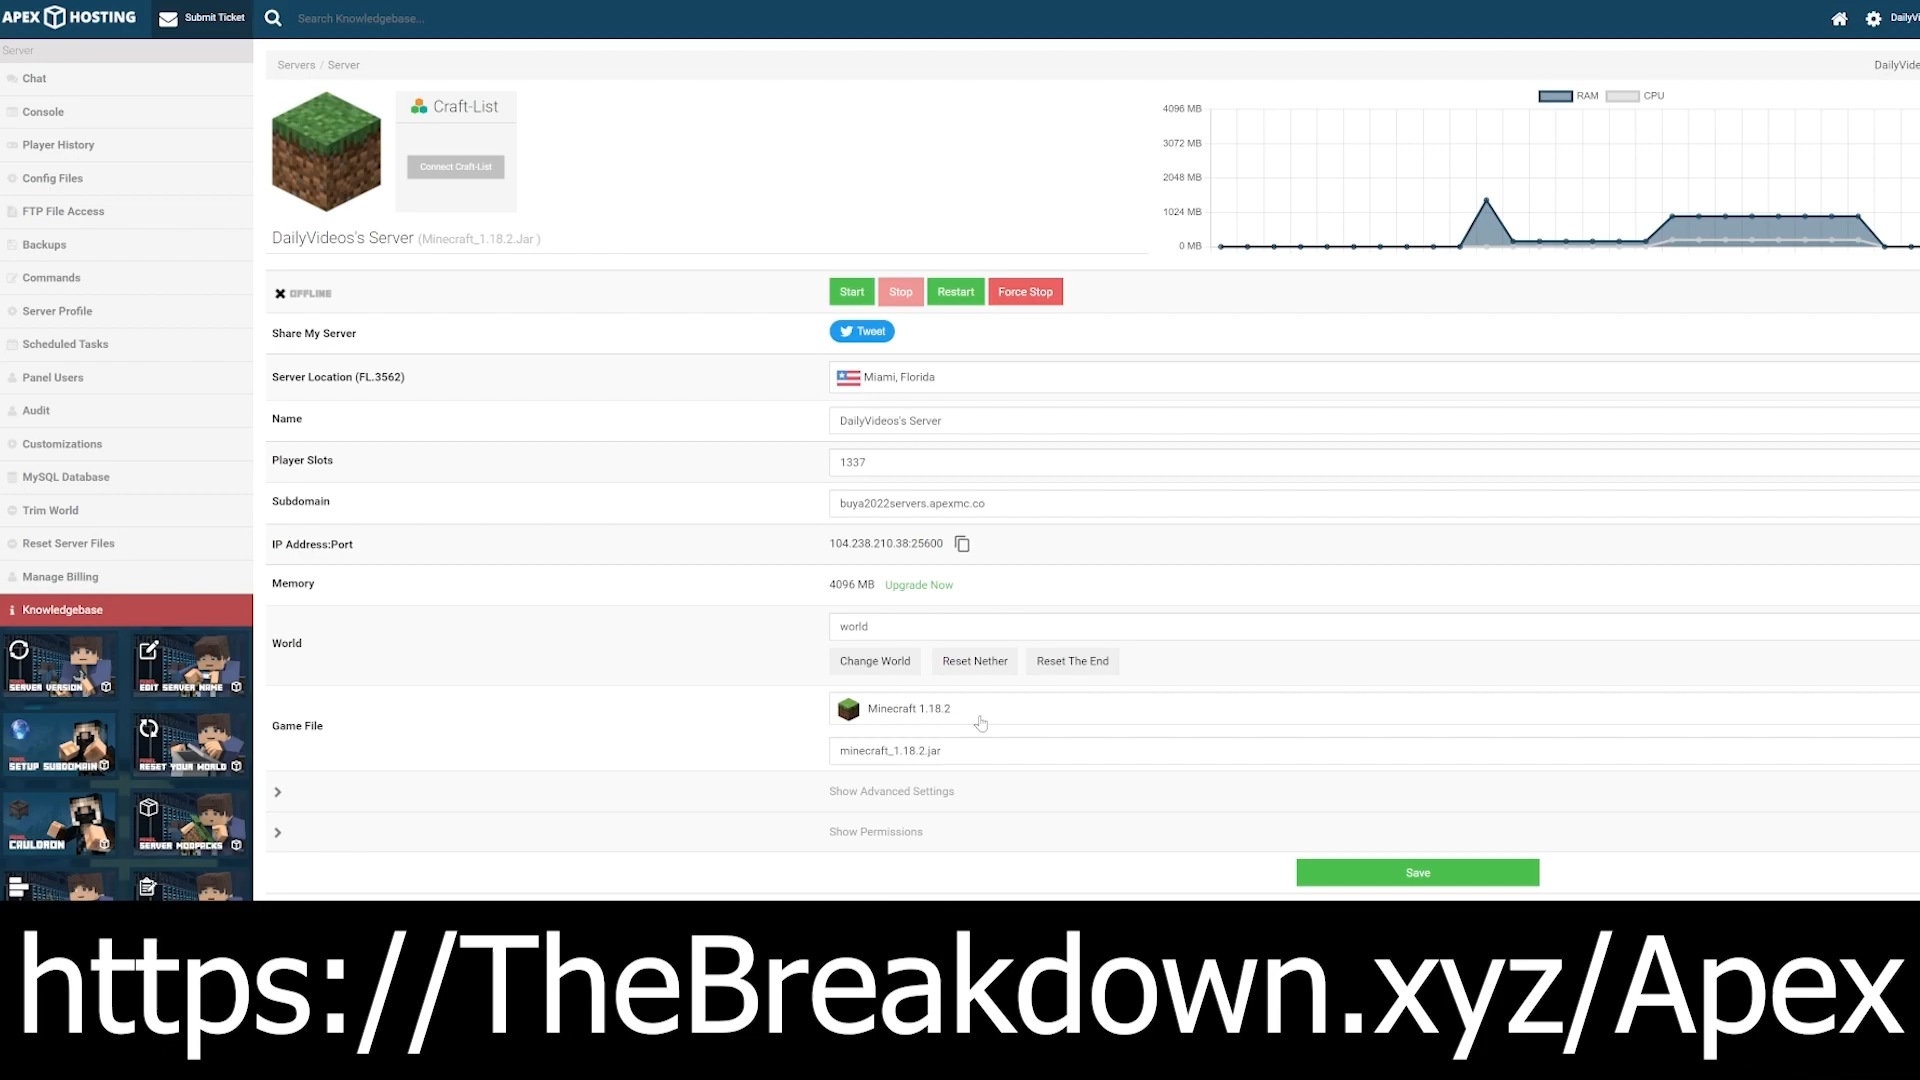 APEX HOSTING
Submit Ticket
Search Knowledgebase...
DailyVi
Server
Chat
Console
Player History
Config Files
FTP File Access
Backups
Commands
Server Profile
Scheduled Tasks
Panel Users
Audit
Customizations
MySQL Database
Trim World
Reset Server Files
Manage Billing
Knowledgebase
SERVER VERSION
EDIT SERVER NAME
SETUP SUBDOMAIN
RESET YOUR WORLD
CAULDRON
SERVER MODPACKS
Servers / Server
DailyVide
Craft-List
Connect Craft-List
DailyVideos's Server (Minecraft_1.18.2.Jar )
RAM CPU
4096 MB
3072 MB
2048 MB
1024 MB
0 MB
OFFLINE
Start Stop Restart Force Stop
Share My Server
Tweet
Server Location (FL.3562)
Miami, Florida
Name
DailyVideos's Server
Player Slots
1337
Subdomain
buya2022servers.apexmc.co
IP Address:Port
104.238.210.38:25600
Memory
4096 MB Upgrade Now
World
world
Change World Reset Nether Reset The End
Game File
Minecraft 1.18.2
minecraft_1.18.2.jar
Show Advanced Settings
Show Permissions
Save
https://TheBreakdown.xyz/Apex